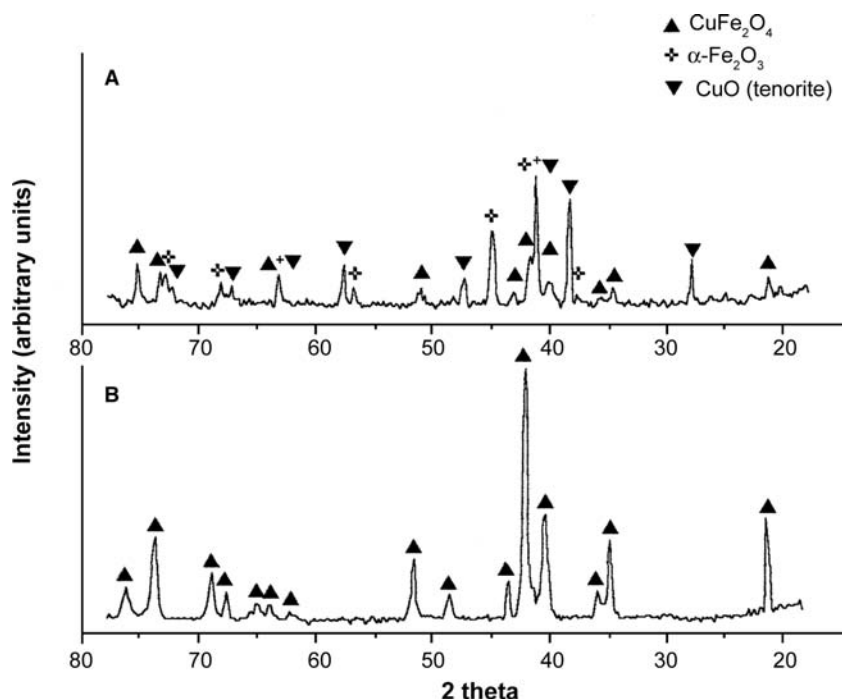 CuFe₂O₄
α-Fe₂O₃
CuO (tenorite)
A
80 70 60 50 40 30 20
B
80 70 60 50 40 30 20
2 theta
Intensity (arbitrary units)